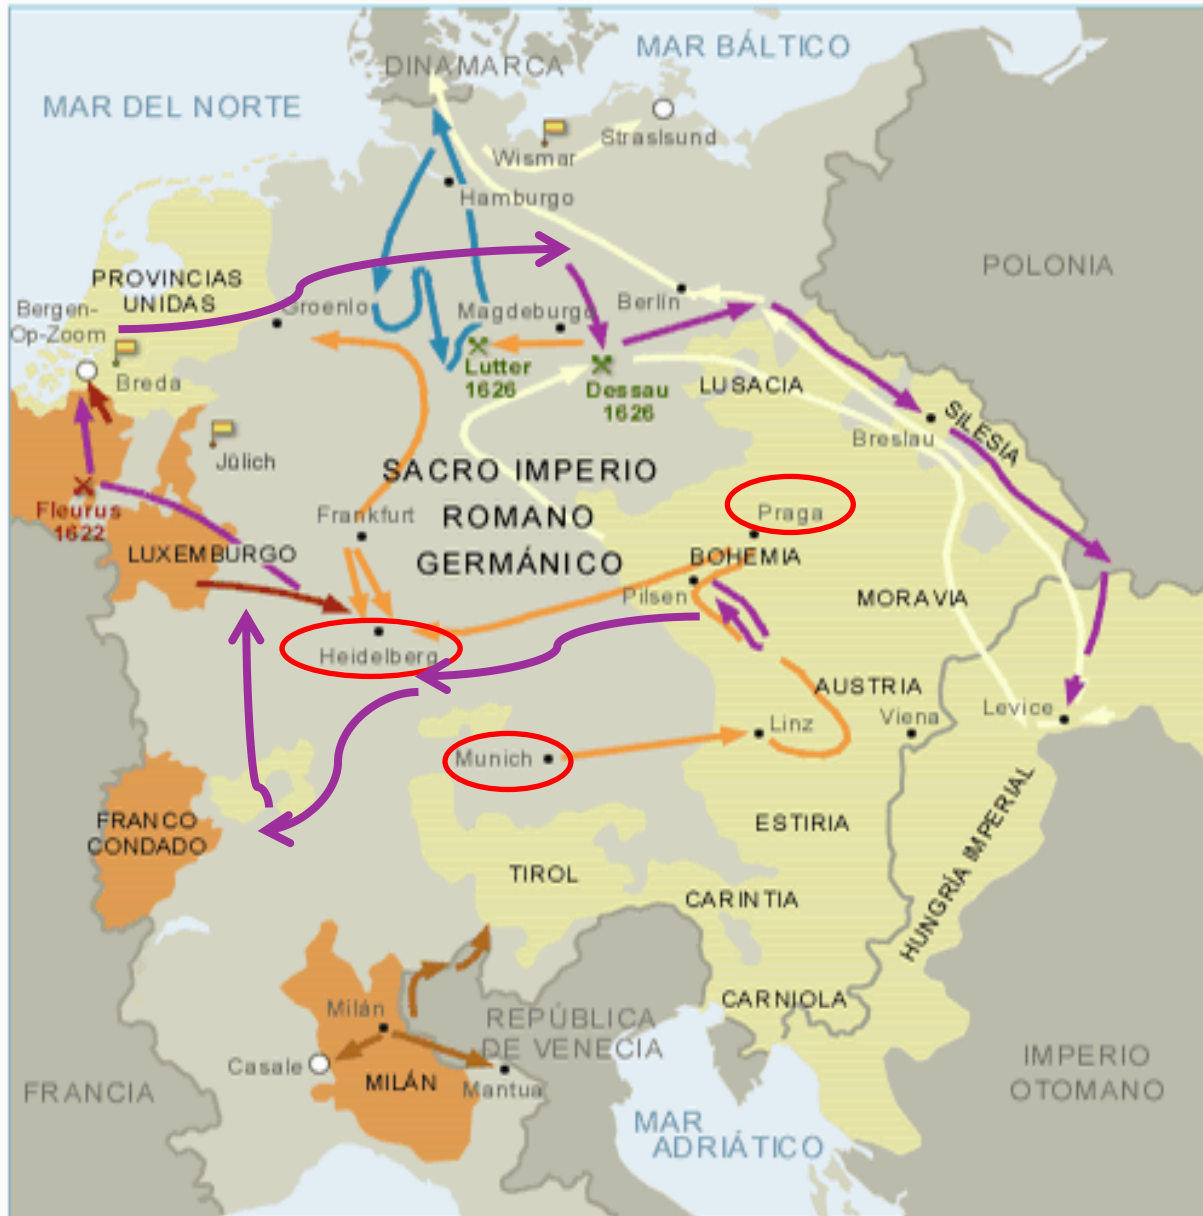 MAR BÁLTICO
DINAMARCA
MAR DEL NORTE
Straslsund
Wismar
Hamburgo
POLONIA
PROVINCIAS
UNIDAS
Bergen-
Op-Zoom
Groenlo
Magdeburgo
Berlín
Breda
Lutter
1626
Dessau
1626
LUSACIA
SILESIA
Breslau
Jülich
SACRO IMPERIO
ROMANO
GERMÁNICO
Fleurus
1622
Frankfurt
Praga
LUXEMBURGO
BOHEMIA
Pilsen
MORAVIA
Heidelberg
AUSTRIA
Linz
Viena
Levice
Munich
FRANCO
CONDADO
ESTIRIA
HUNGRÍA IMPERIAL
TIROL
CARINTIA
CARNIOLA
Milán
REPÚBLICA
DE VENECIA
Casale
MILÁN
Mantua
FRANCIA
IMPERIO
OTOMANO
MAR
ADRIÁTICO